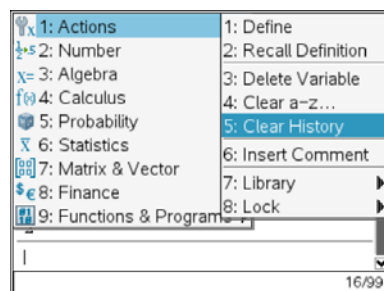 1: Actions
2: Number
3: Algebra
4: Calculus
5: Probability
6: Statistics
7: Matrix & Vector
8: Finance
9: Functions & Programs
1: Define
2: Recall Definition
3: Delete Variable
4: Clear a–z...
5: Clear History
6: Insert Comment
7: Library
8: Lock
16/99